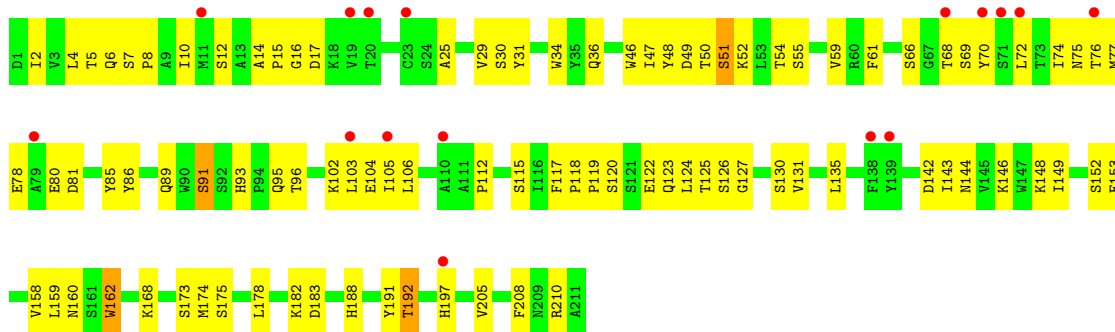 D1 I2 V3 L4 T5 Q6 S7 P8 A9 I10 M11 S12 A13 A14 P15 G16 D17 K18 V19 T20 C23 S24 A25 V29 S30 Y31 W34 Y35 Q36 W46 I47 Y48 D49 T50 S51 K52 L53 T54 S55 V59 R60 F61 S66 G67 T68 S69 Y70 S71 L72 T73 I74 N75 T76 M77
E78 A79 E80 D81 Y85 Y86 Q89 W90 S91 S92 H93 P94 Q95 T96 K102 L103 E104 I105 L106 A110 A111 P112 S115 I116 F117 P118 P119 S120 S121 E122 Q123 L124 T125 S126 G127 S130 V131 L135 F138 Y139 D142 I143 N144 V145 K146 W147 K148 I149 S152 E153
V158 L159 N160 S161 W162 K168 S173 M174 S175 L178 K182 D183 H188 Y191 T192 H197 V205 F208 N209 R210 A211